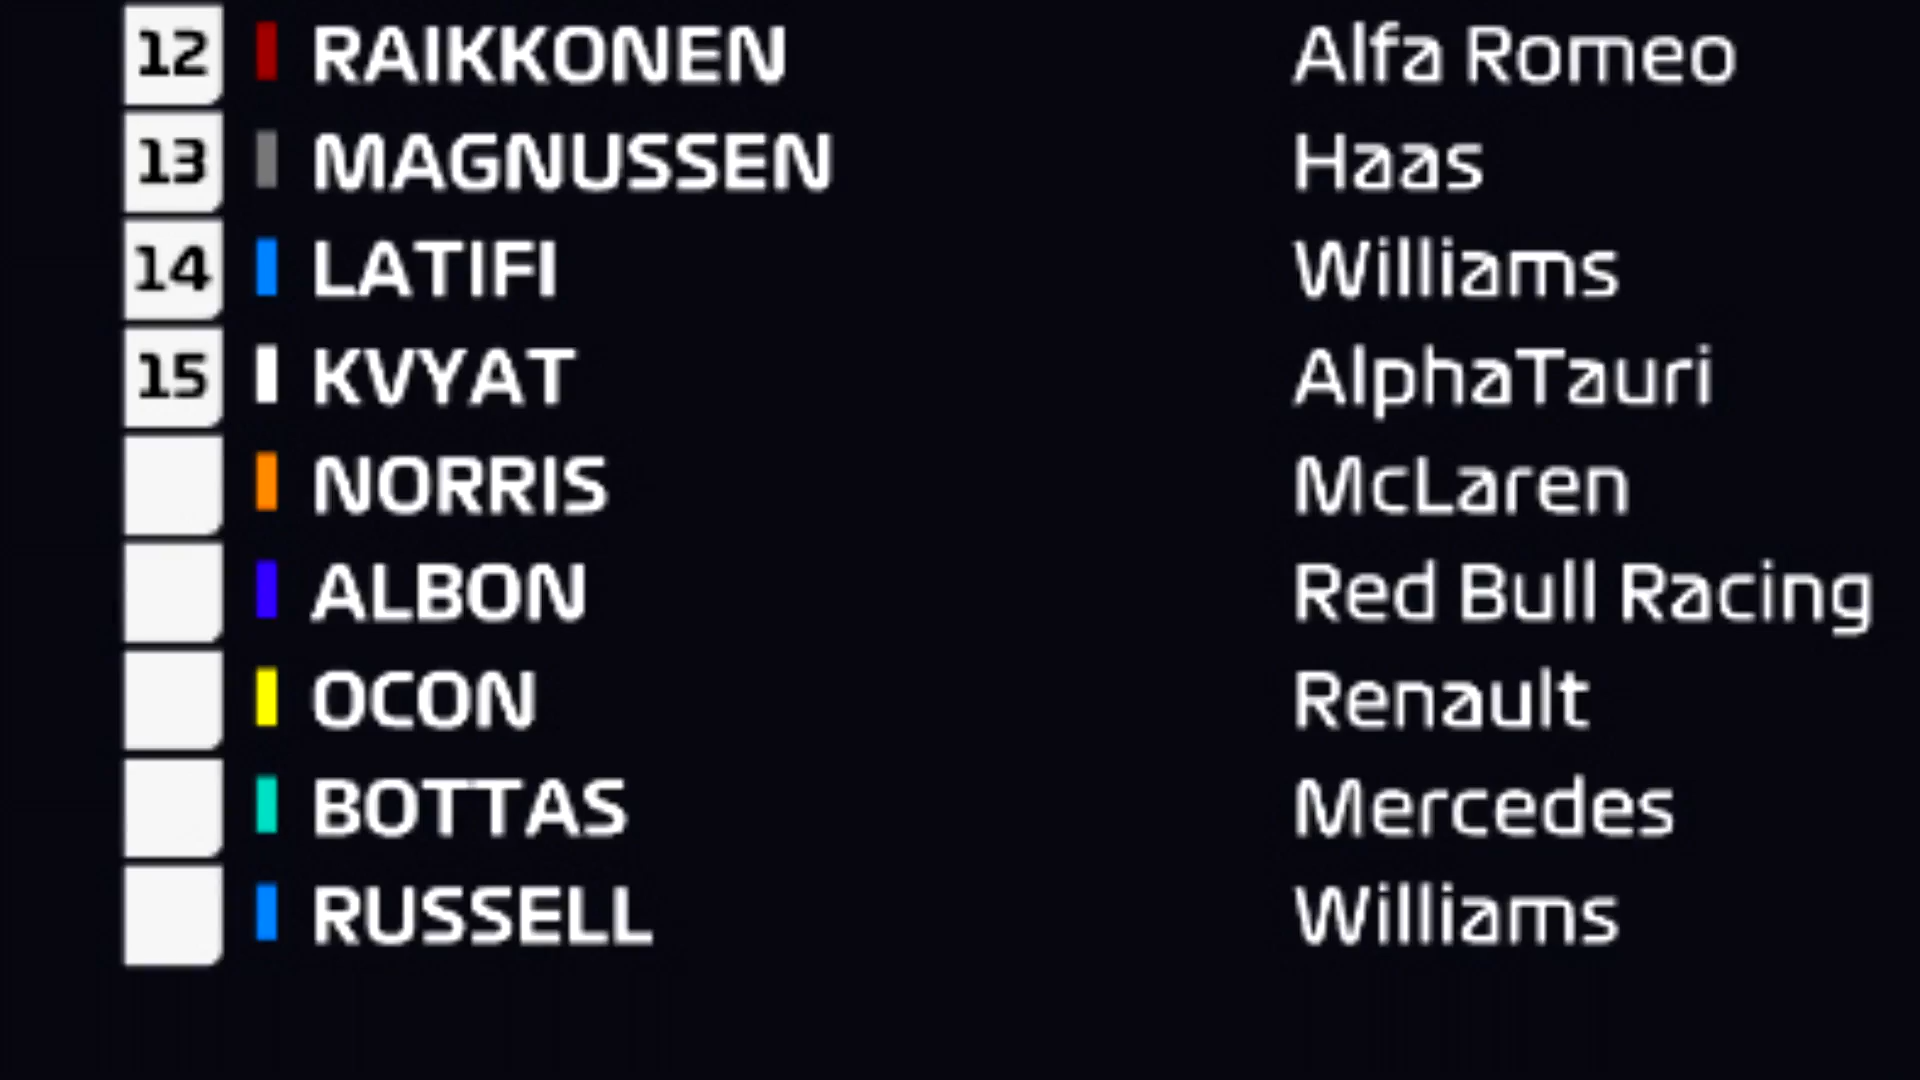 12 RAIKKONEN Alfa Romeo
13 MAGNUSSEN Haas
14 LATIFI Williams
15 KVYAT AlphaTauri
NORRIS McLaren
ALBON Red Bull Racing
OCON Renault
BOTTAS Mercedes
RUSSELL Williams